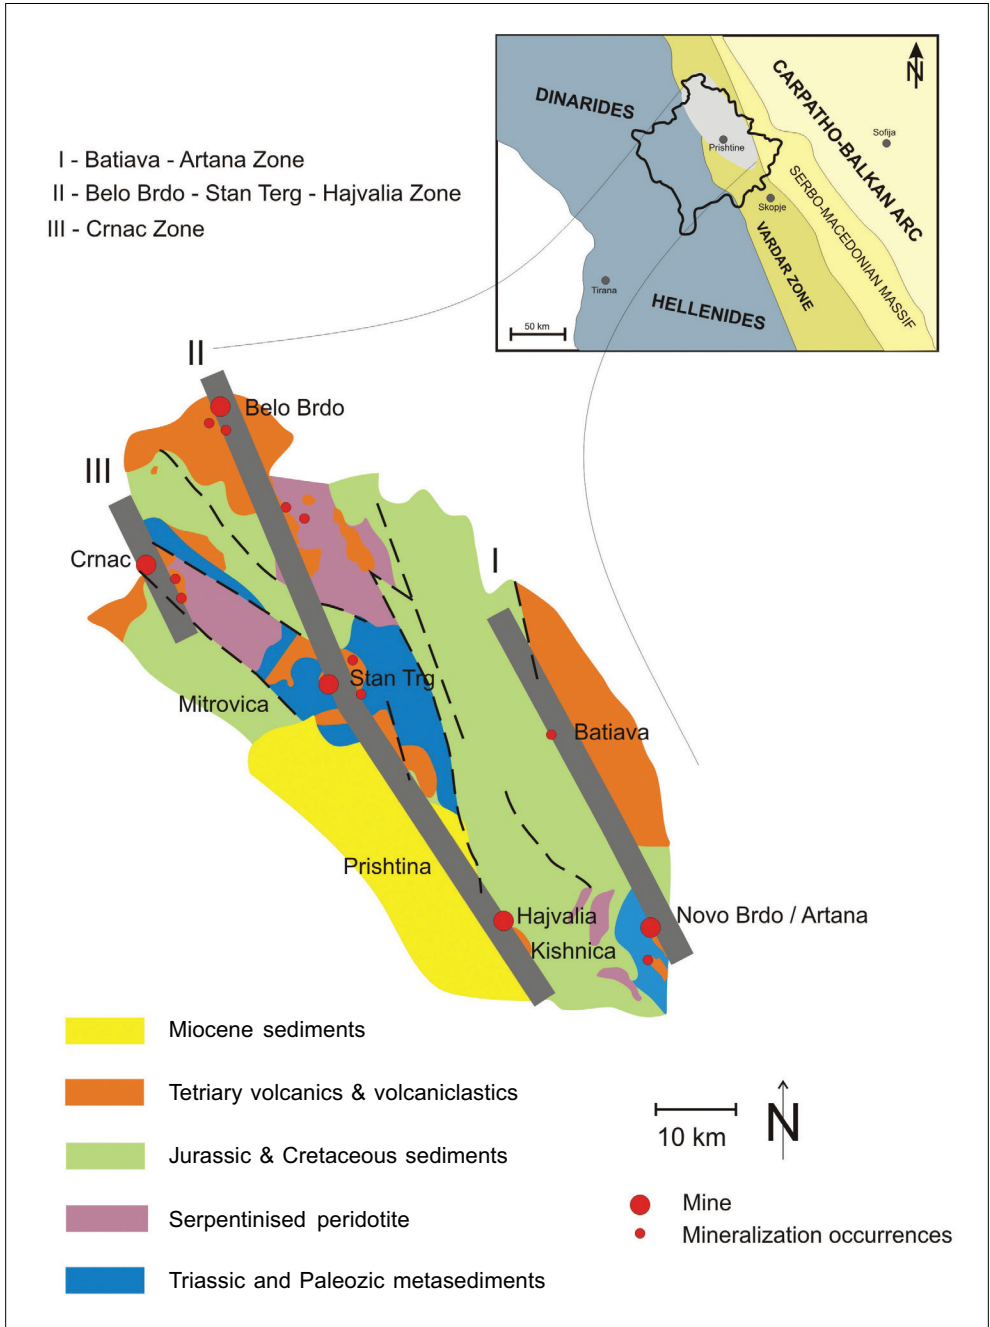 I - Batiava - Artana Zone
II - Belo Brdo - Stan Terg - Hajvalia Zone
III - Crnac Zone
N
DINARIDES
CARPATHO-BALKAN ARC
Sofija
Prishtine
SERBO-MACEDONIAN MASSIF
Skopje
VARDAR ZONE
Tirana
HELLENIDES
50 km
II
Belo Brdo
III
Crnac
I
Stan Trg
Mitrovica
Batiava
Prishtina
Hajvalia
Novo Brdo / Artana
Kishnica
Miocene sediments
Tetriary volcanics & volcaniclastics
Jurassic & Cretaceous sediments
Serpentinised peridotite
Triassic and Paleozic metasediments
10 km
N
Mine
Mineralization occurrences